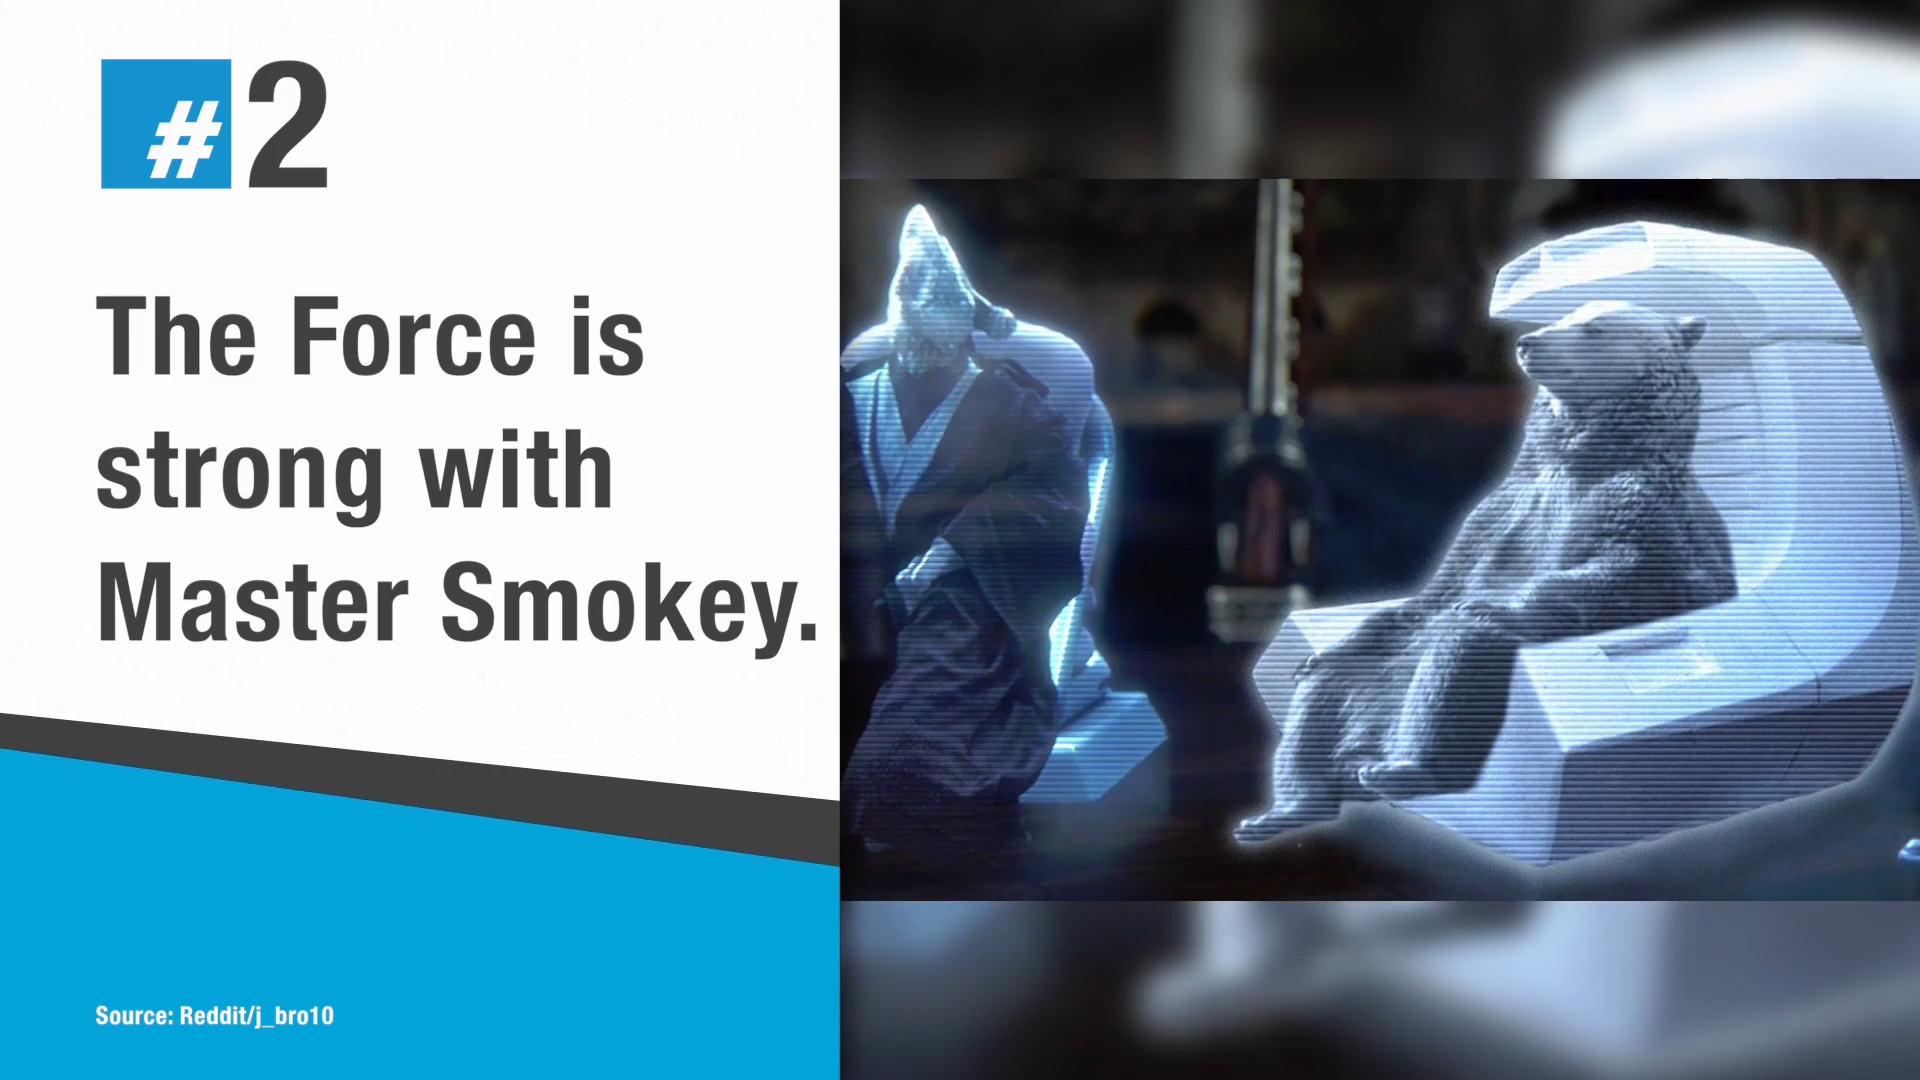 #2
The Force is
strong with
Master Smokey.
Source: Reddit/j_bro10